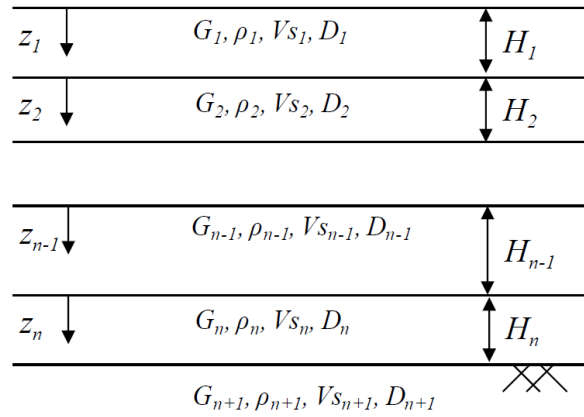 z₁ G₁, ρ₁, Vs₁, D₁ H₁
z₂ G₂, ρ₂, Vs₂, D₂ H₂
zₙ₋₁ Gₙ₋₁, ρₙ₋₁, Vsₙ₋₁, Dₙ₋₁ Hₙ₋₁
zₙ Gₙ, ρₙ, Vsₙ, Dₙ Hₙ
Gₙ₊₁, ρₙ₊₁, Vsₙ₊₁, Dₙ₊₁